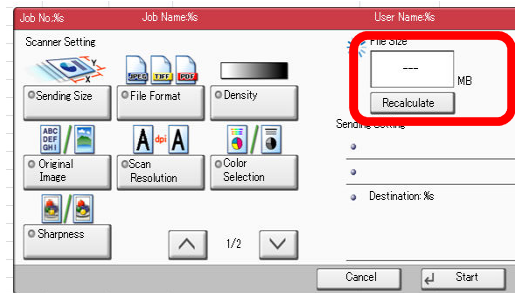 Job No:%s Job Name:%s User Name:%s
Scanner Setting
File Size
---
MB
Recalculate
Sending Size
JPEG TIFF PDF
File Format
Density
Sending Setting
ABC
DEF
GHI
Original
Image
A dpi A
Scan
Resolution
Color
Selection
Destination: %s
Sharpness
1/2
Cancel
Start